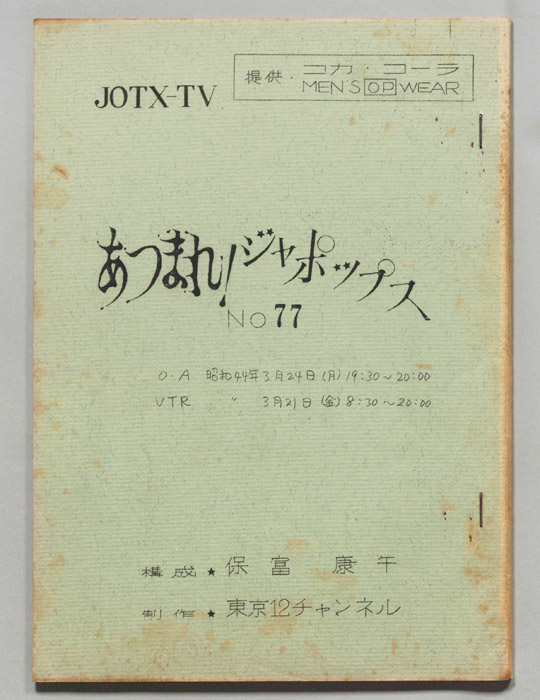 JOTX-TV
提供・コカ・コーラ
MEN'S OP WEAR
あつまれ!ジャポップス
NO 77
O.A 昭和44年3月24日(月)19:30~20:00
VTR 〃 3月21日(金)8:30~20:00
構成★保富 康午
制作★東京12チャンネル